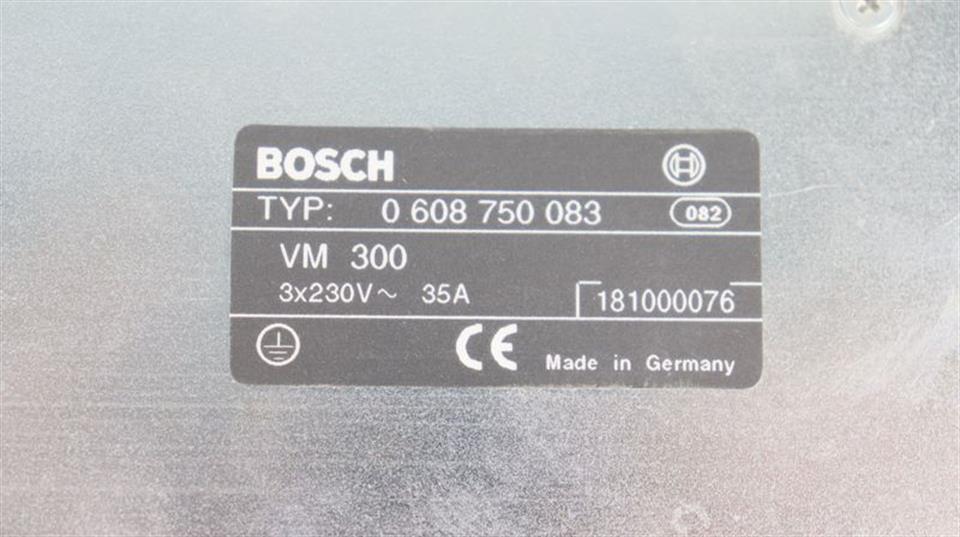 BOSCH
TYP: 0 608 750 083 082
VM 300
3x230V~ 35A 181000076
CE Made in Germany